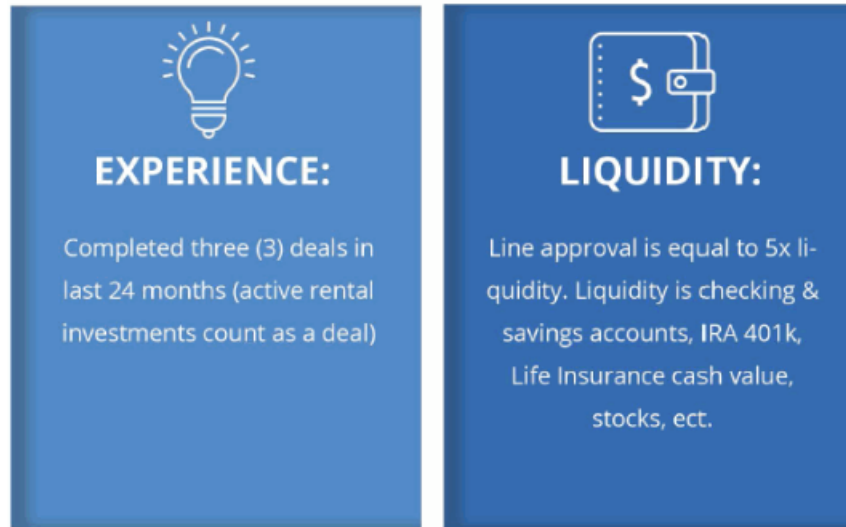 EXPERIENCE:
Completed three (3) deals in
last 24 months (active rental
investments count as a deal)
$
LIQUIDITY:
Line approval is equal to 5x li-
quidity. Liquidity is checking &
savings accounts, IRA 401k,
Life Insurance cash value,
stocks, ect.